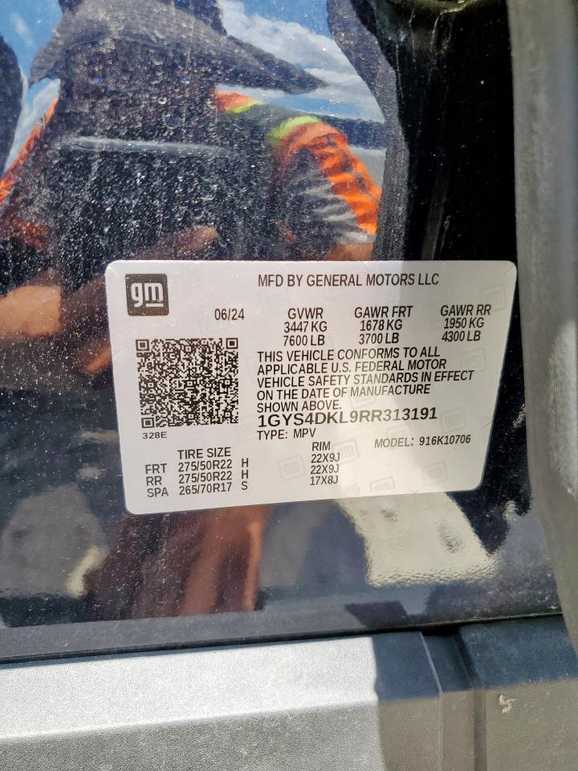 gm
MFD BY GENERAL MOTORS LLC
06/24 GVWR GAWR FRT GAWR RR
3447 KG 1678 KG 1950 KG
7600 LB 3700 LB 4300 LB
THIS VEHICLE CONFORMS TO ALL
APPLICABLE U.S. FEDERAL MOTOR
VEHICLE SAFETY STANDARDS IN EFFECT
ON THE DATE OF MANUFACTURE
SHOWN ABOVE.
1GYS4DKL9RR313191
328E
TYPE: MPV MODEL: 916K10706
TIRE SIZE RIM
FRT 275/50R22 H 22X9J
RR 275/50R22 H 22X9J
SPA 265/70R17 S 17X8J